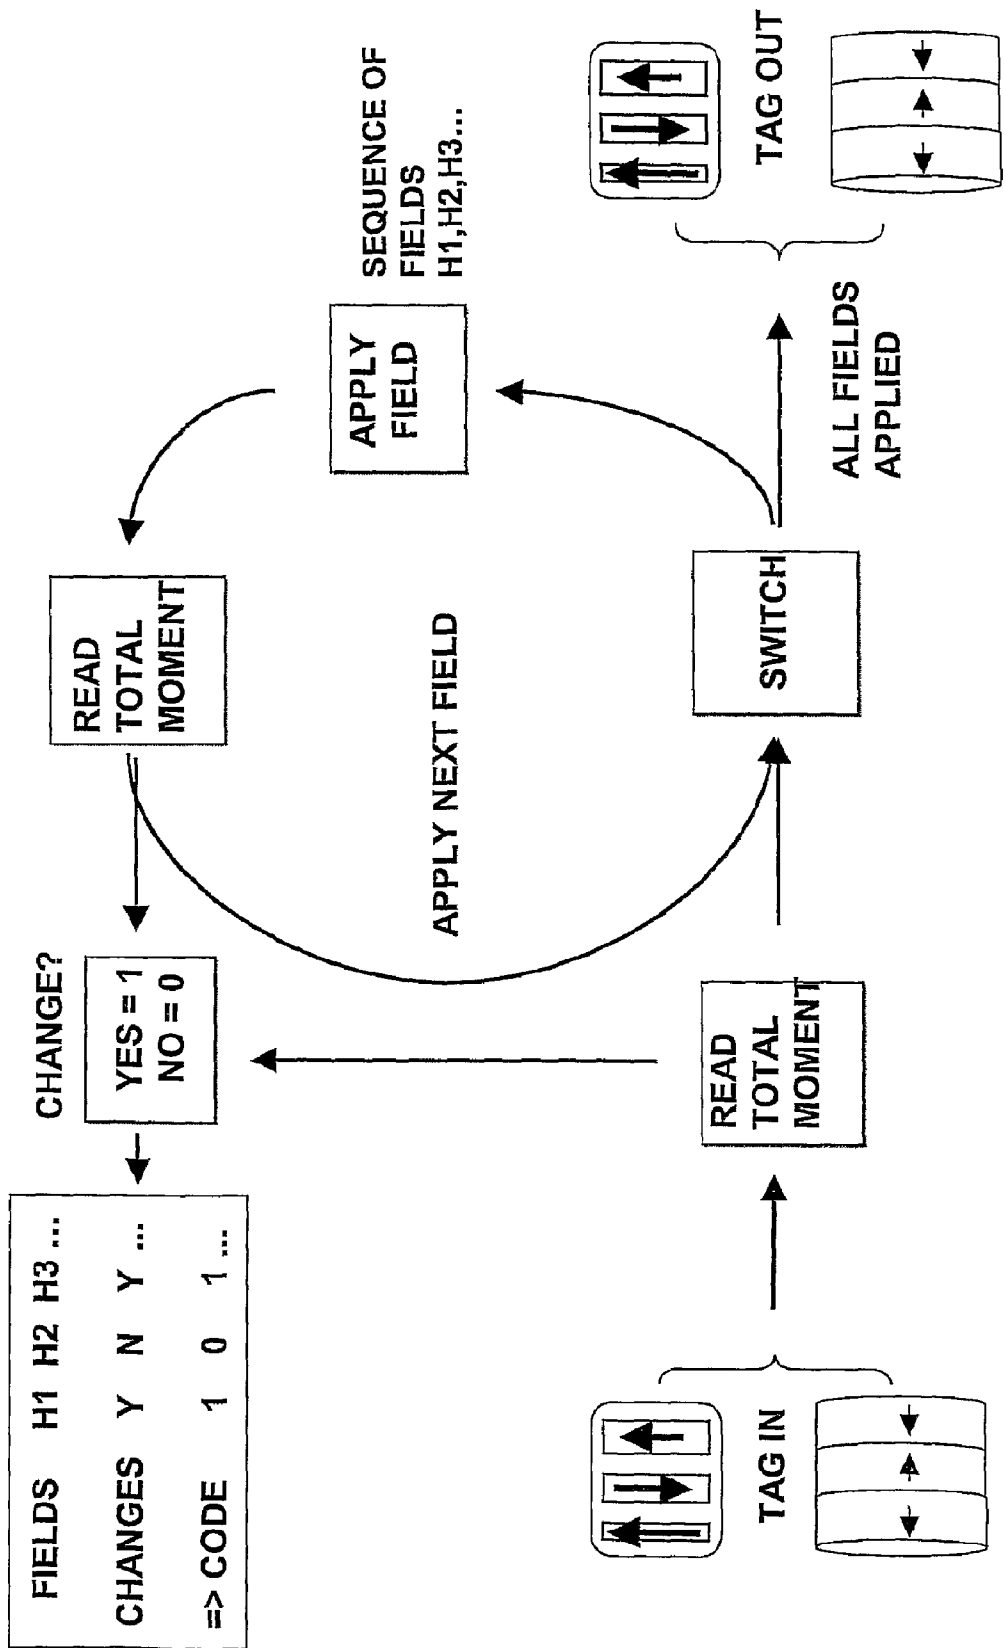 FIELDS H1 H2 H3 ...
CHANGES Y N Y ...
=> CODE 1 0 1 ...
CHANGE?
YES = 1
NO = 0
READ
TOTAL
MOMENT
APPLY
FIELD
SEQUENCE OF
FIELDS
H1,H2,H3...
APPLY NEXT FIELD
TAG IN
READ
TOTAL
MOMENT
SWITCH
ALL FIELDS
APPLIED
TAG OUT